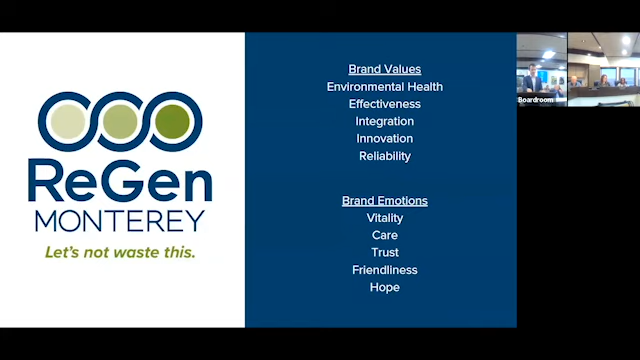 ReGen
MONTEREY
Let's not waste this.
Brand Values
Environmental Health
Effectiveness
Integration
Innovation
Reliability
Brand Emotions
Vitality
Care
Trust
Friendliness
Hope
Boardroom